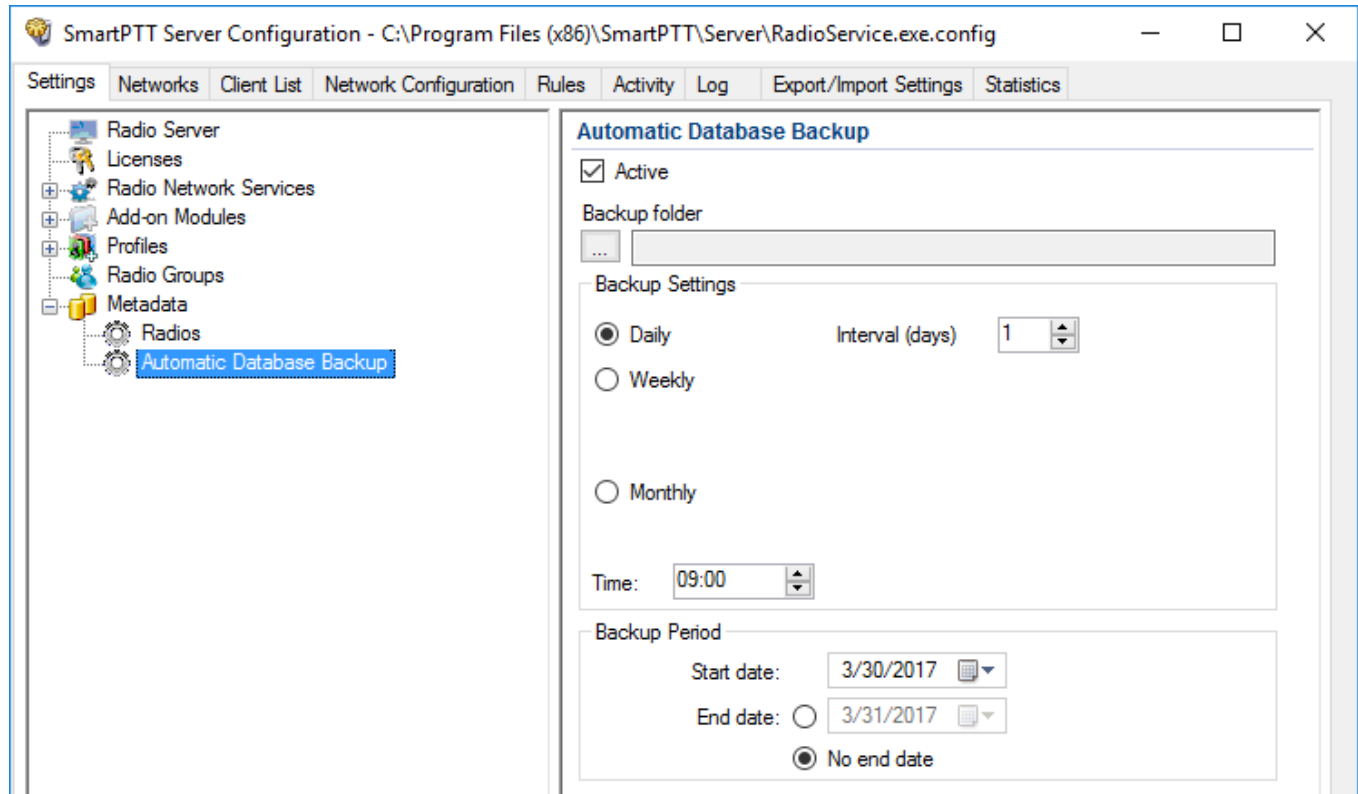 SmartPTT Server Configuration - C:\Program Files (x86)\SmartPTT\Server\RadioService.exe.config
Settings Networks Client List Network Configuration Rules Activity Log Export/Import Settings Statistics
Radio Server
Licenses
Radio Network Services
Add-on Modules
Profiles
Radio Groups
Metadata
Radios
Automatic Database Backup
Automatic Database Backup
Active
Backup folder
...
Backup Settings
Daily Interval (days) 1
Weekly
Monthly
Time: 09:00
Backup Period
Start date: 3/30/2017
End date: 3/31/2017
No end date